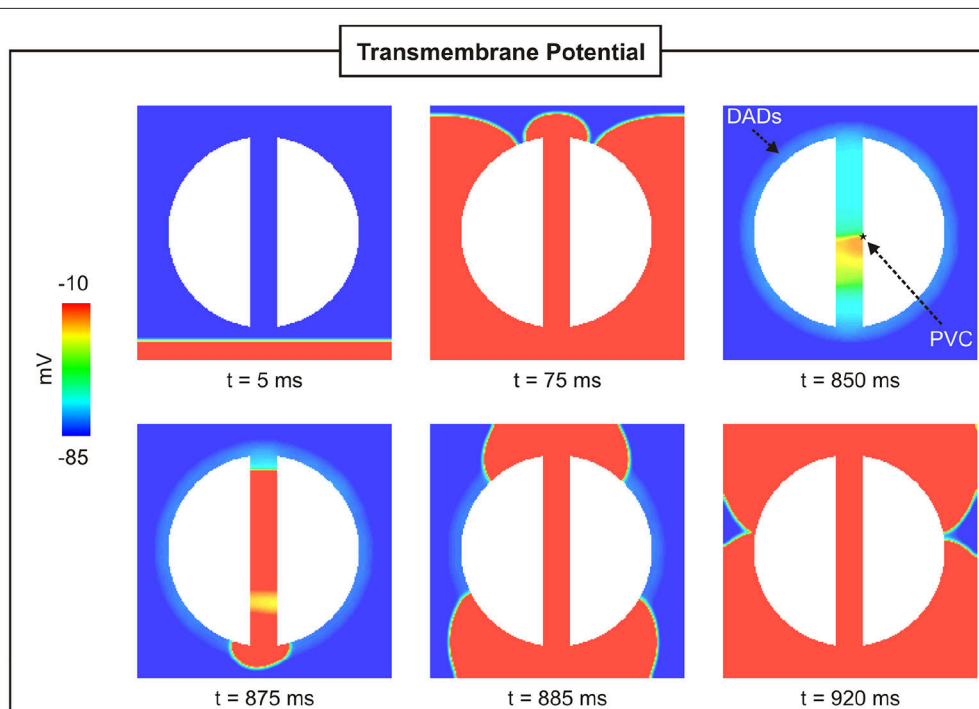 Transmembrane Potential
DADs
PVC
-10
mV
-85
t = 5 ms
t = 75 ms
t = 850 ms
t = 875 ms
t = 885 ms
t = 920 ms